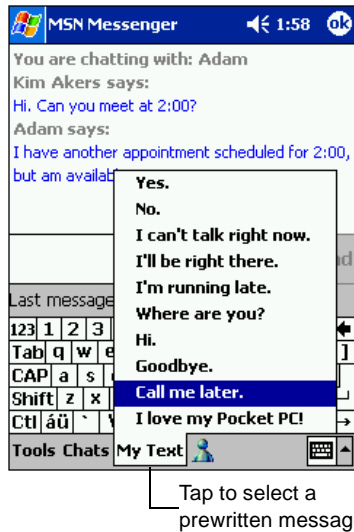 MSN Messenger 1:58 ok
You are chatting with: Adam
Kim Akers says:
Hi. Can you meet at 2:00?
Adam says:
I have another appointment scheduled for 2:00,
but am availab
Yes.
No.
I can't talk right now.
I'll be right there.
I'm running late.
Where are you?
Hi.
Goodbye.
Call me later.
I love my Pocket PC!
Last message
123 1 2 3
Tab q w e ]
CAP a s
Shift z x
Ctl áü `
Tools Chats My Text
Tap to select a
prewritten messag